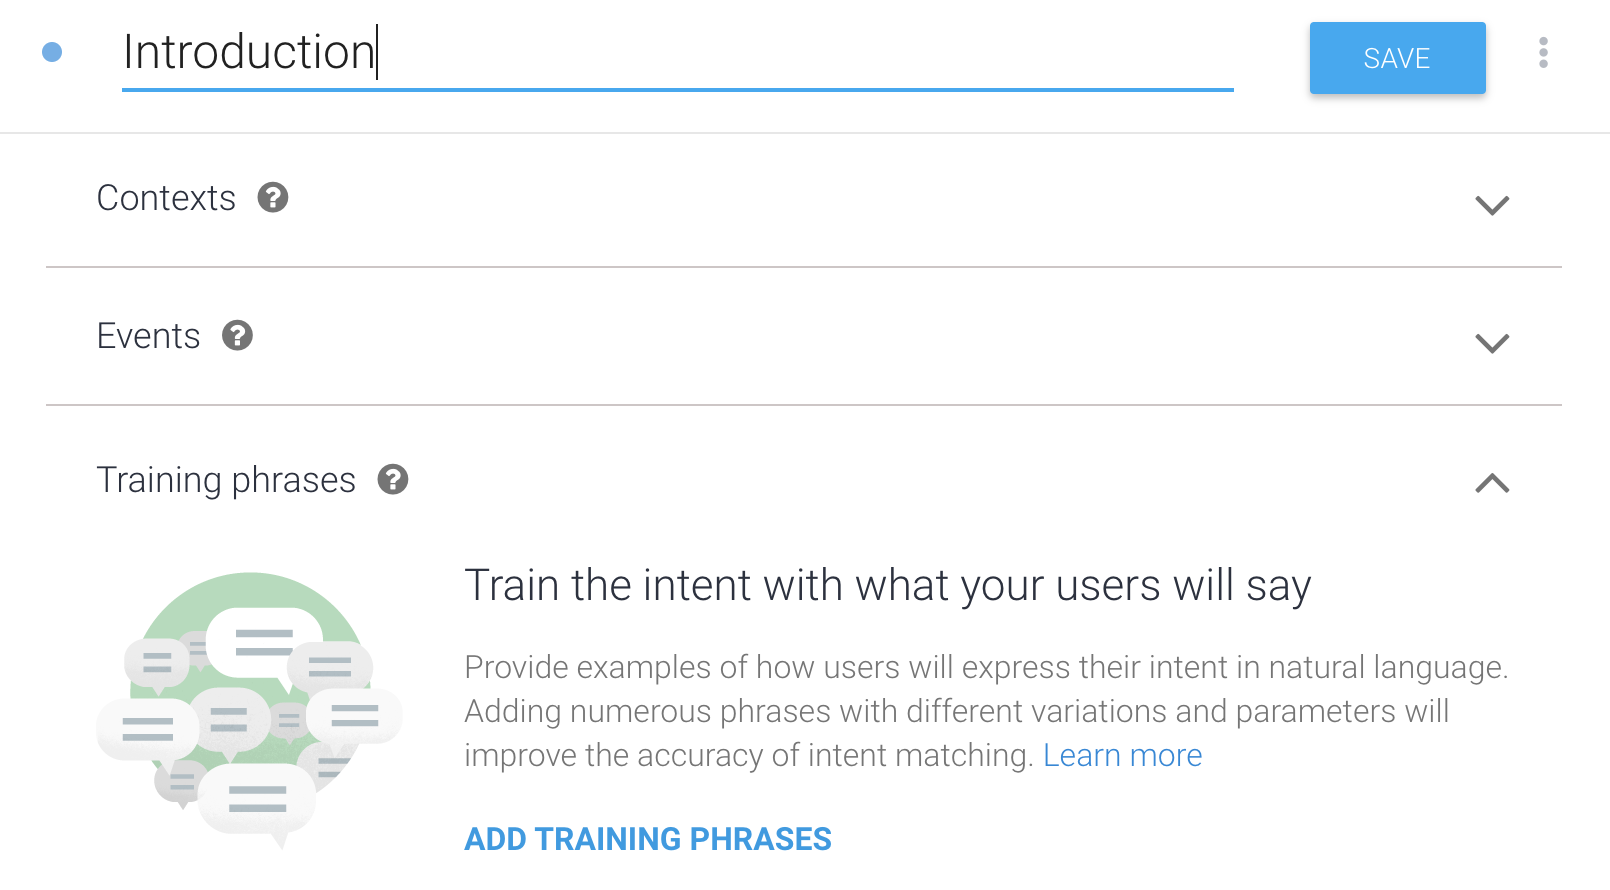 Introduction
SAVE
Contexts ?
Events ?
Training phrases ?
Train the intent with what your users will say
Provide examples of how users will express their intent in natural language.
Adding numerous phrases with different variations and parameters will
improve the accuracy of intent matching. Learn more
ADD TRAINING PHRASES